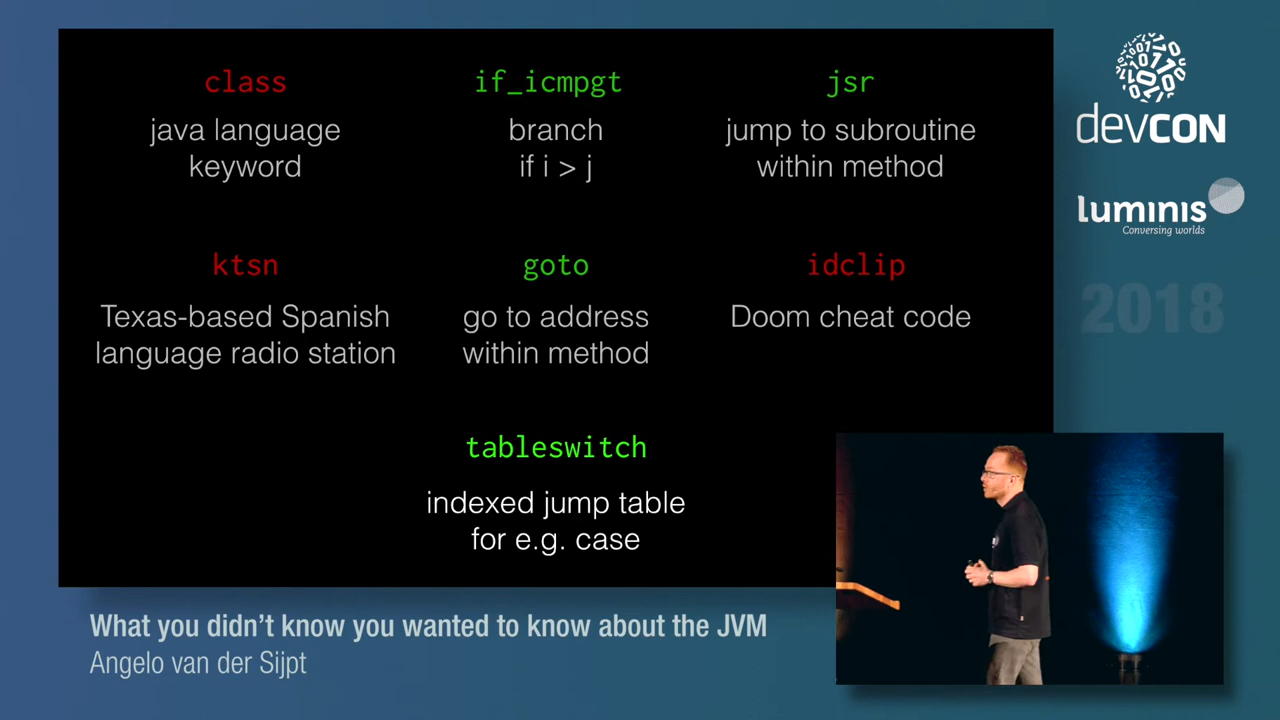 class
if_icmpgt
jsr
java language
keyword
branch
if i > j
jump to subroutine
within method
ktsn
goto
idclip
Texas-based Spanish
language radio station
go to address
within method
Doom cheat code
tableswitch
indexed jump table
for e.g. case
devCON
luminis
Conversing worlds
2018
What you didn't know you wanted to know about the JVM
Angelo van der Sijpt